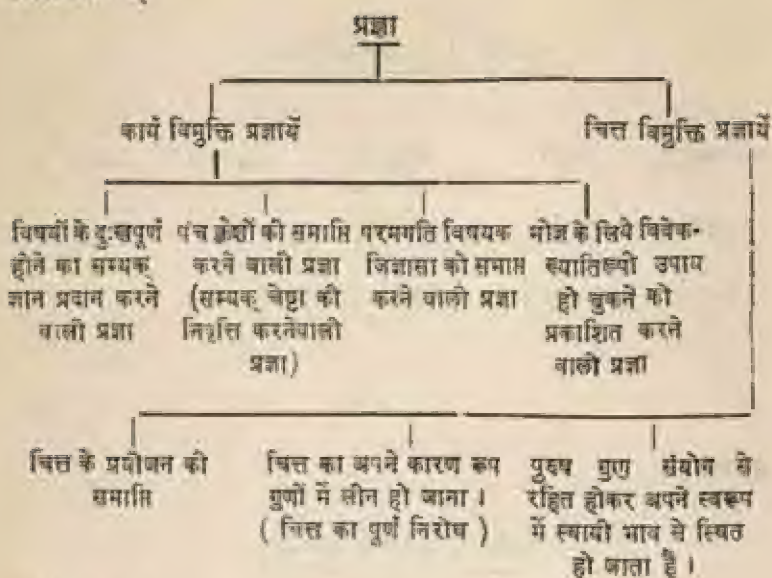 प्रज्ञा
कार्य विमुक्ति प्रज्ञायें
चित्त विमुक्ति प्रज्ञायें
विषयों के दुःखपूर्ण
होने का सम्यक्
ज्ञान प्रदान करने
वाली प्रज्ञा
पंच क्लेशों की समाप्ति
करने वाली प्रज्ञा
(सम्यक् चेष्टा की
निवृत्ति करनेवाली
प्रज्ञा)
परमगति विषयक
जिज्ञासा को समाप्त
करने वाली प्रज्ञा
मोक्ष के लिये विवेक-
ख्यातिरूपी उपाय
हो चुकने को
प्रकाशित करने
वाली प्रज्ञा
चित्त के प्रयोजन की
समाप्ति
चित्त का अपने कारण रूप
गुणों में लीन हो जाना ।
( चित्त का पूर्ण निरोध )
पुरुष गुण संयोग से
रहित होकर अपने स्वरूप
में स्थायी भाव से स्थित
हो जाता है ।